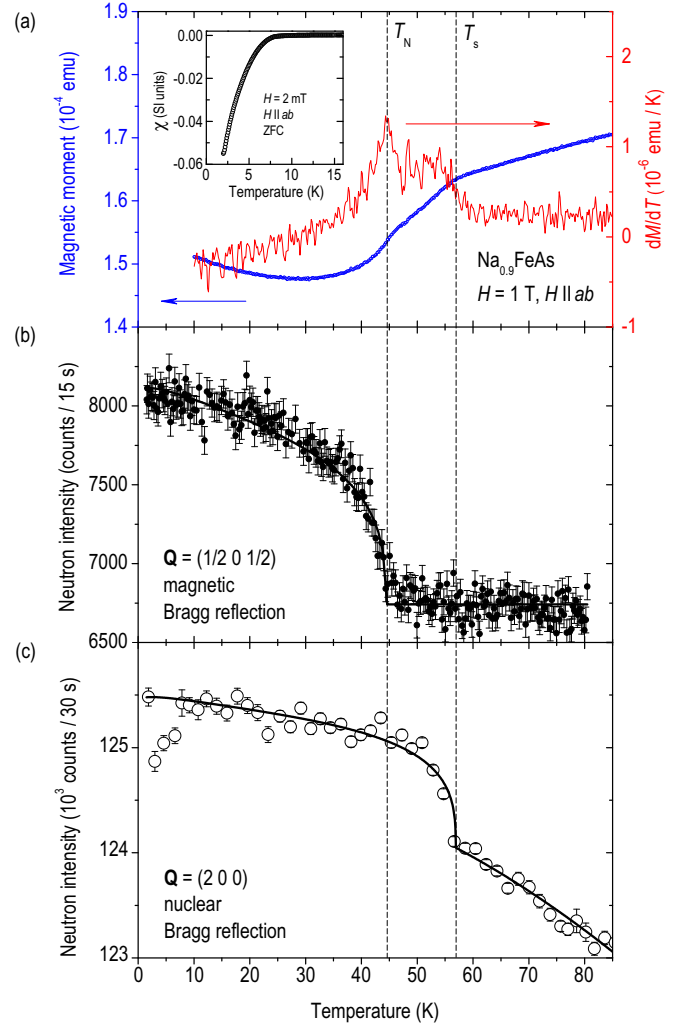 (a)
1.9
1.8
1.7
1.6
1.5
1.4
Magnetic moment (10⁻⁴ emu)
0.00
-0.02
-0.04
-0.06
χ (SI units)
H = 2 mT
H II ab
ZFC
0 5 10 15
Temperature (K)
T_N
T_s
2
1
0
-1
dM/dT (10⁻⁶ emu / K)
Na₀.₉FeAs
H = 1 T, H II ab
(b)
8000
7500
7000
6500
Neutron intensity (counts / 15 s)
Q = (1/2 0 1/2)
magnetic
Bragg reflection
(c)
125
124
123
Neutron intensity (10³ counts / 30 s)
Q = (2 0 0)
nuclear
Bragg reflection
0 10 20 30 40 50 60 70 80
Temperature (K)